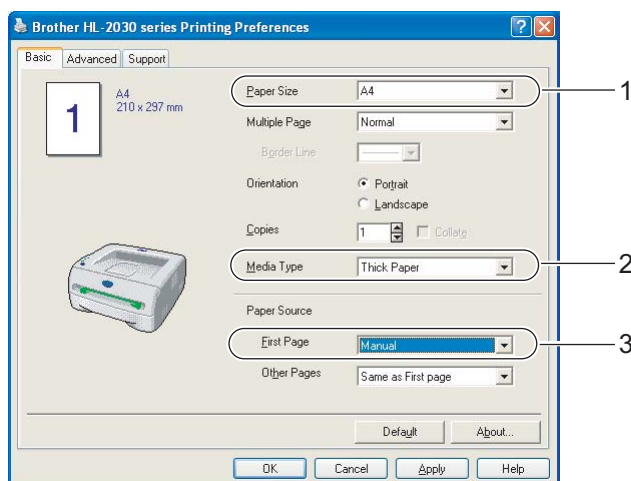 Brother HL-2030 series Printing Preferences
Basic Advanced Support
1
A4
210 x 297 mm
Paper Size A4 1
Multiple Page Normal
Border Line
Orientation Portrait
Landscape
Copies 1 Collate
Media Type Thick Paper 2
Paper Source
First Page Manual 3
Other Pages Same as First page
Default About...
OK Cancel Apply Help